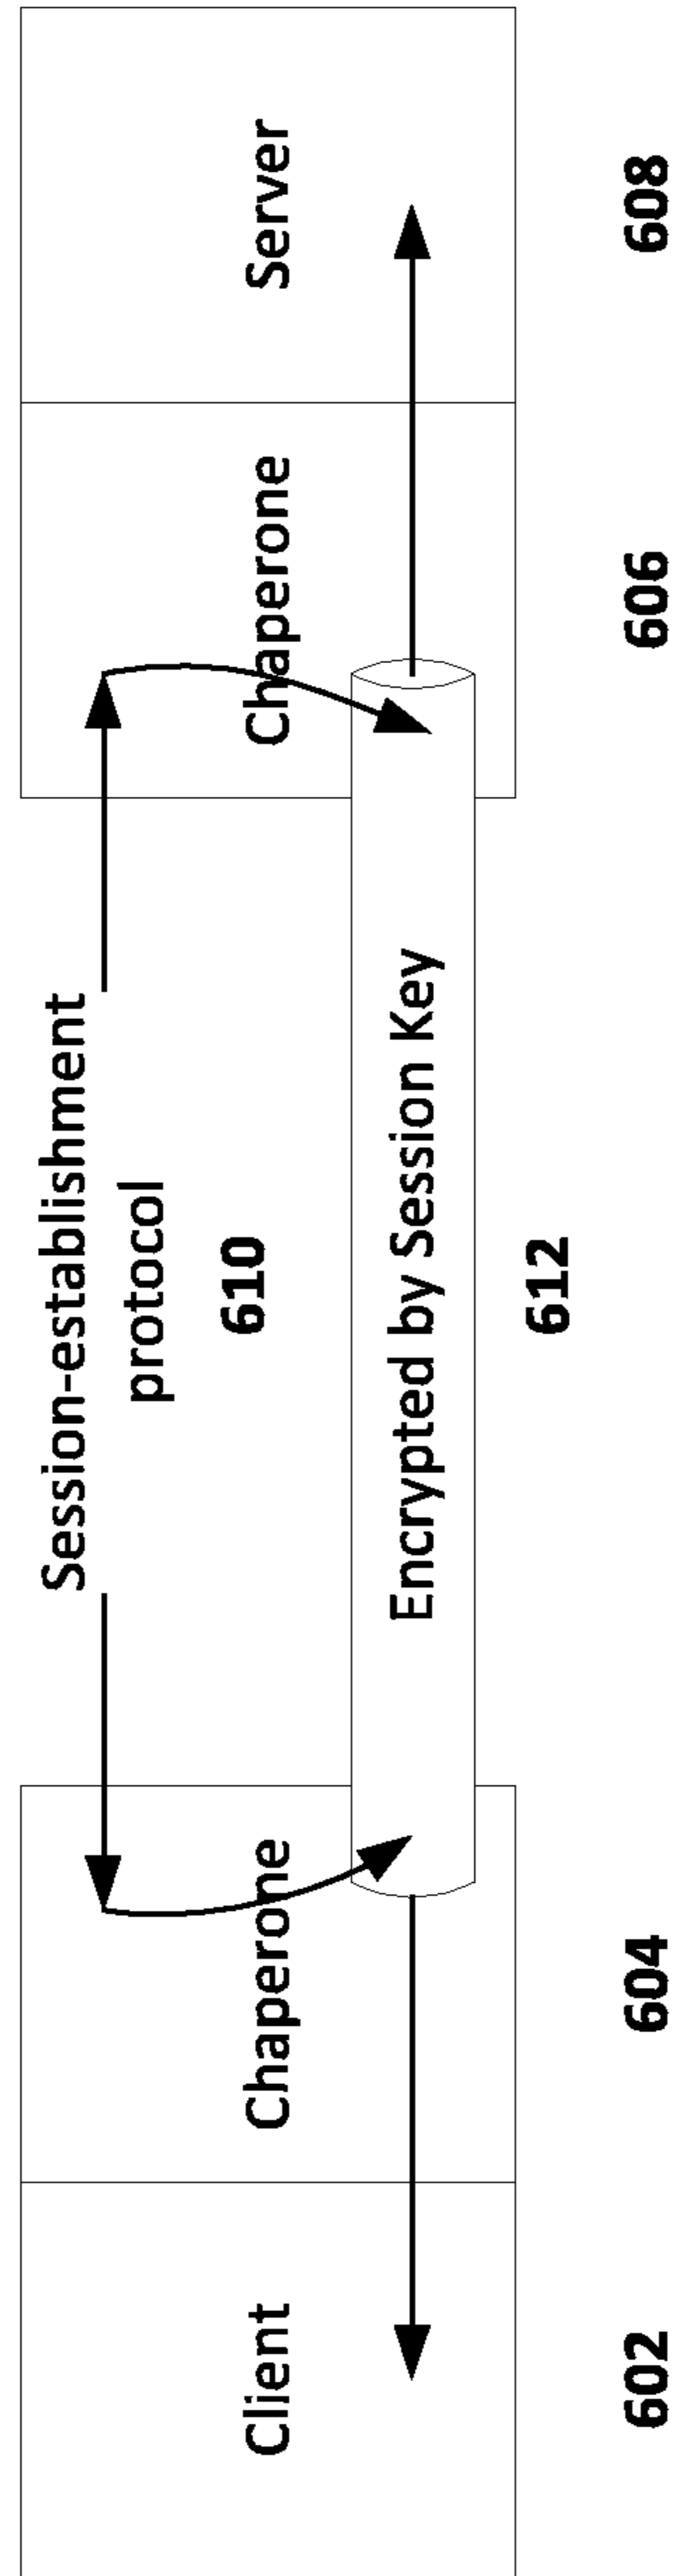 Session-establishment
protocol
610
Client
Chaperone
Chaperone
Server
Encrypted by Session Key
612
602
604
606
608